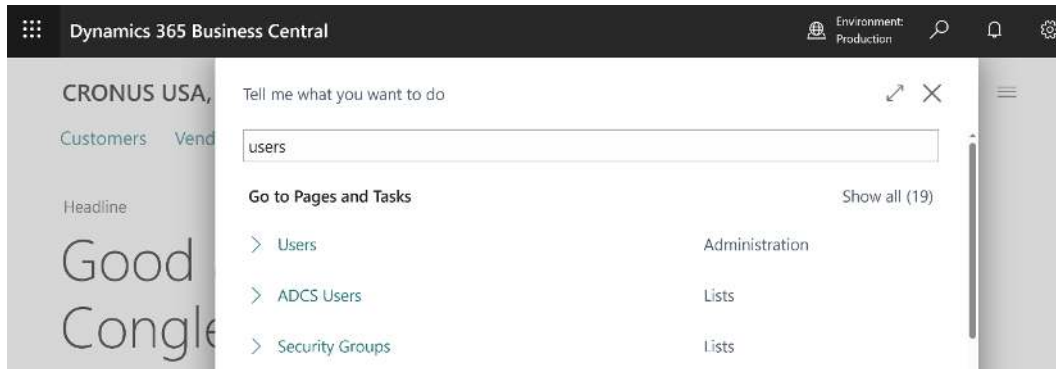 Dynamics 365 Business Central
Environment:
Production
CRONUS USA,
Tell me what you want to do
Customers Vend
users
Go to Pages and Tasks Show all (19)
Headline
Users Administration
Good
ADCS Users Lists
Congle
Security Groups Lists